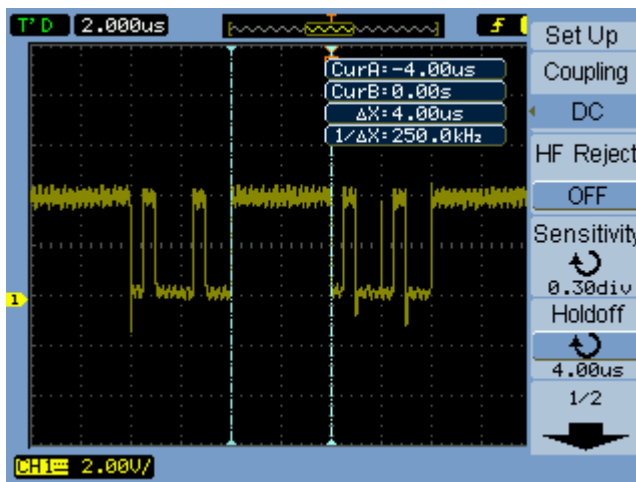 T'D 2.000us
Set Up
Coupling
DC
HF Reject
OFF
Sensitivity
0.30div
Holdoff
4.00us
1/2
CurA:-4.00us
CurB:0.00s
ΔX:4.00us
1/ΔX:250.0kHz
1
CH1 2.00V/